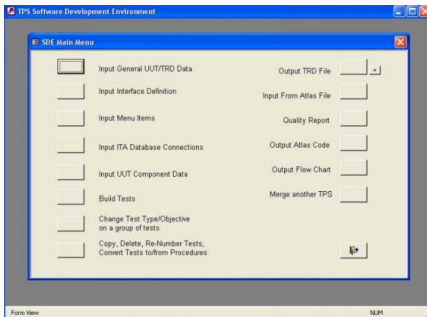 TPS Software Development Environment
SDE Main Menu
Input General UUT/TRD Data
Input Interface Definition
Input Menu Items
Input ITA Database Connections
Input UUT Component Data
Build Tests
Change Test Type/Objective
on a group of tests
Copy, Delete, Re-Number Tests;
Convert Tests to/from Procedures
Output TRD File
Input From Atlas File
Quality Report
Output Atlas Code
Output Flow Chart
Merge another TPS
Form View
NUM